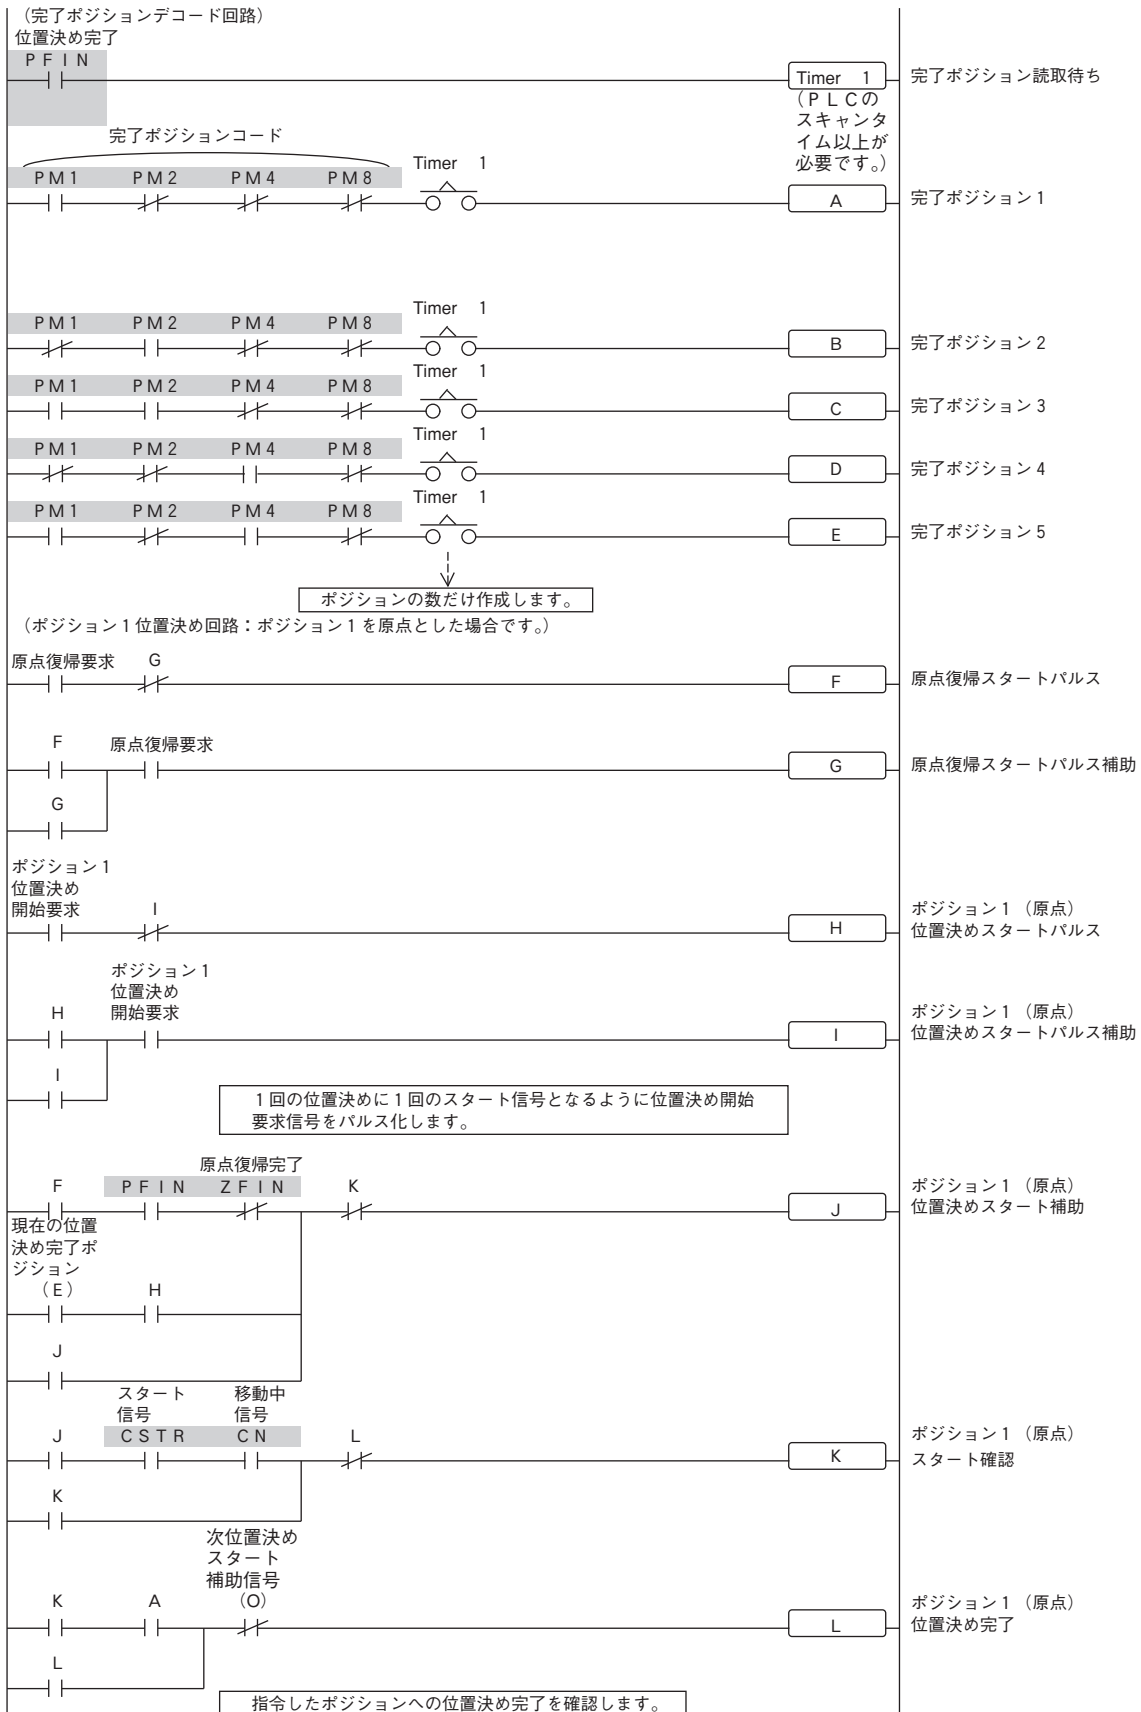 （完了ポジションデコード回路）
位置決め完了
ＰＦＩＮ
Timer 1
完了ポジション読取待ち
（ＰＬＣの
スキャンタ
イム以上が
必要です。）
完了ポジションコード
ＰＭ1 ＰＭ2 ＰＭ4 ＰＭ8
Timer 1
A
完了ポジション1
ＰＭ1 ＰＭ2 ＰＭ4 ＰＭ8
Timer 1
B
完了ポジション2
ＰＭ1 ＰＭ2 ＰＭ4 ＰＭ8
Timer 1
C
完了ポジション3
ＰＭ1 ＰＭ2 ＰＭ4 ＰＭ8
Timer 1
D
完了ポジション4
ＰＭ1 ＰＭ2 ＰＭ4 ＰＭ8
Timer 1
E
完了ポジション5
ポジションの数だけ作成します。
（ポジション1位置決め回路：ポジション1を原点とした場合です。）
原点復帰要求 G
F
原点復帰スタートパルス
F 原点復帰要求
G
原点復帰スタートパルス補助
G
ポジション1
位置決め
開始要求 I
H
ポジション1（原点）
位置決めスタートパルス
ポジション1
位置決め
開始要求
H
I
ポジション1（原点）
位置決めスタートパルス補助
I
1回の位置決めに1回のスタート信号となるように位置決め開始
要求信号をパルス化します。
原点復帰完了
F ＰＦＩＮ ＺＦＩＮ K
J
ポジション1（原点）
位置決めスタート補助
現在の位置
決め完了ポ
ジション
（E） H
J
スタート
信号
移動中
信号
J ＣＳＴＲ ＣＮ L
K
ポジション1（原点）
スタート確認
K
次位置決め
スタート
補助信号
K A （O）
L
ポジション1（原点）
位置決め完了
L
指令したポジションへの位置決め完了を確認します。